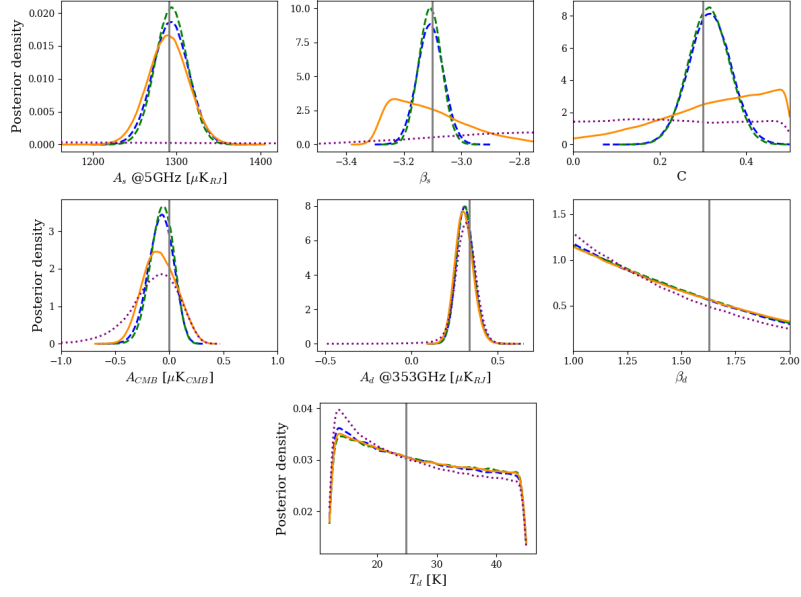 Posterior density
0.020
0.015
0.010
0.005
0.000
1200 1300 1400
A_s @5GHz [μK_RJ]
10.0
7.5
5.0
2.5
0.0
−3.4 −3.2 −3.0 −2.8
β_s
8
6
4
2
0
0.0 0.2 0.4
C
Posterior density
3
2
1
0
−1.0 −0.5 0.0 0.5 1.0
A_CMB [μK_CMB]
8
6
4
2
0
−0.5 0.0 0.5
A_d @353GHz [μK_RJ]
1.5
1.0
0.5
1.00 1.25 1.50 1.75 2.00
β_d
Posterior density
0.04
0.03
0.02
20 30 40
T_d [K]